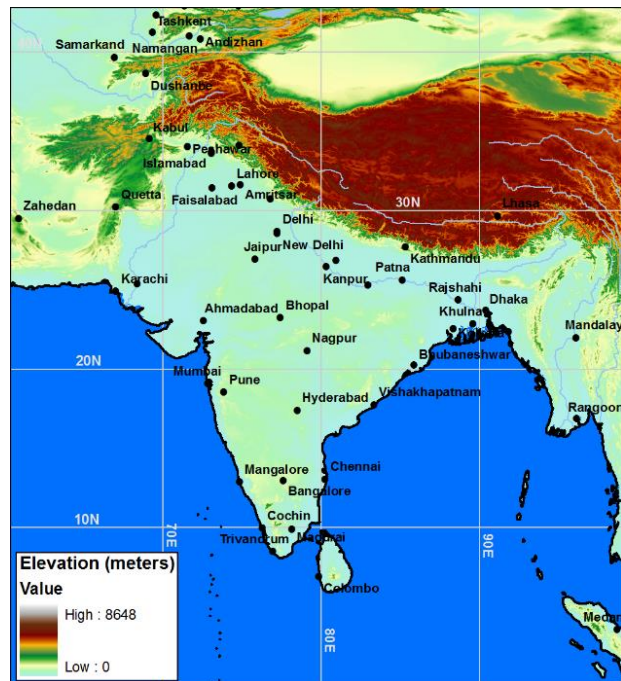 Tashkent
40N
Samarkand
Namangan
Andizhan
Dushanbe
Kabul
Peshawar
Islamabad
Lahore
Faisalabad
Amritsar
Quetta
Zahedan
30N
Lhasa
Delhi
New Delhi
Jaipur
Kathmandu
Kanpur
Patna
Karachi
Rajshahi
Dhaka
Ahmadabad
Bhopal
Khulna
Mandalay
Nagpur
20N
Bhubaneshwar
Mumbai
Pune
Hyderabad
Vishakhapatnam
Rangoon
Mangalore
Chennai
Bangalore
Cochin
10N
70E
Trivandrum
Madurai
90E
Colombo
80E
Medan
Elevation (meters)
Value
High : 8648
Low : 0